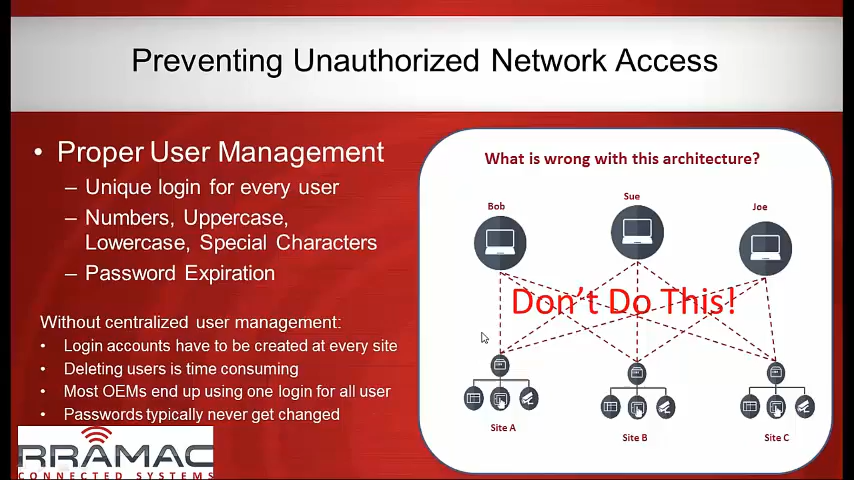 Preventing Unauthorized Network Access
• Proper User Management
– Unique login for every user
– Numbers, Uppercase,
Lowercase, Special Characters
– Password Expiration
Without centralized user management:
• Login accounts have to be created at every site
• Deleting users is time consuming
• Most OEMs end up using one login for all user
• Passwords typically never get changed
RRAMAC
CONNECTED SYSTEMS
What is wrong with this architecture?
Bob
Sue
Joe
Don't Do This!
Site A
Site B
Site C